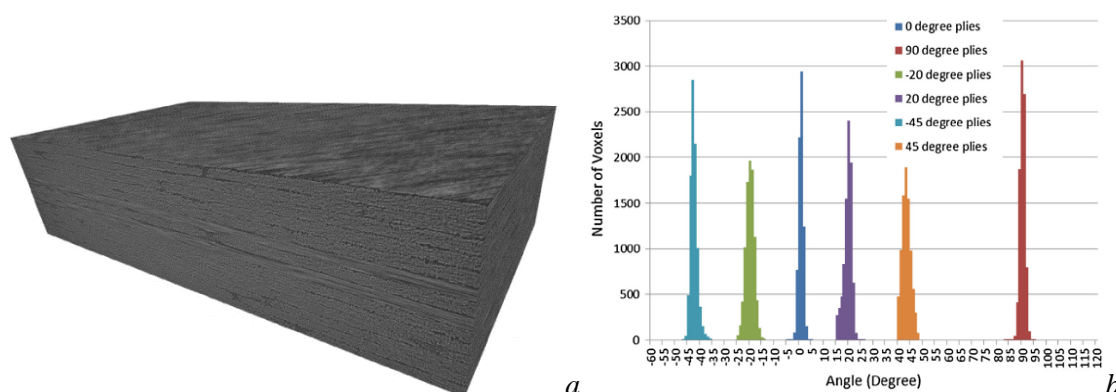 3500
3000
2500
2000
1500
1000
500
0
Number of Voxels
0 degree plies
90 degree plies
-20 degree plies
20 degree plies
-45 degree plies
45 degree plies
-60 -55 -50 -45 -40 -35 -30 -25 -20 -15 -10 -5 0 5 10 15 20 25 30 35 40 45 50 55 60 65 70 75 80 85 90 95 100 105 110 115 120
Angle (Degree)
a
b